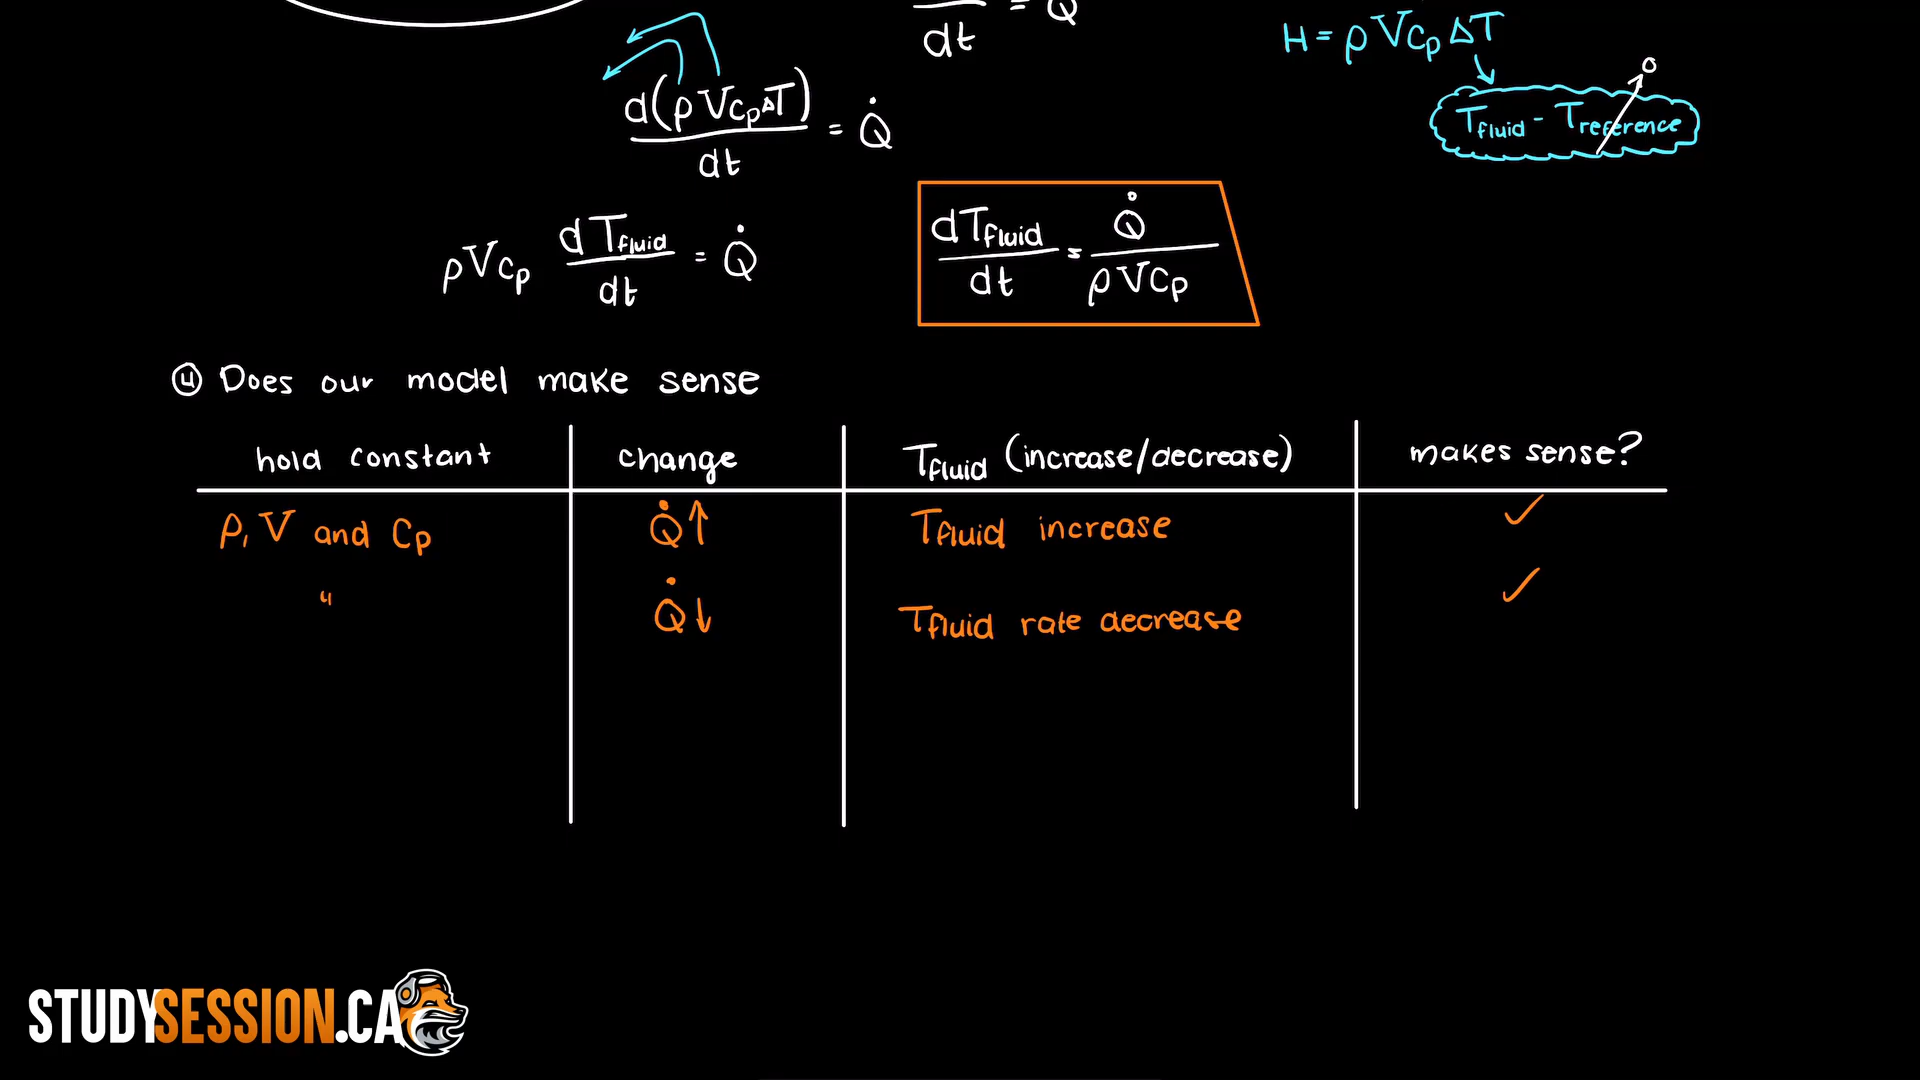 dt = Q̇
H = ρVCpΔT
d(ρVCpΔT)/dt = Q̇
Tfluid - Treference 0
ρVCp dTfluid/dt = Q̇
dTfluid/dt = Q̇/ρVCp
④ Does our model make sense
hold constant change Tfluid (increase/decrease) makes sense?
ρ, V and Cp Q̇↑ Tfluid increase ✓
" Q̇↓ Tfluid rate decrease ✓
STUDYSESSION.CA